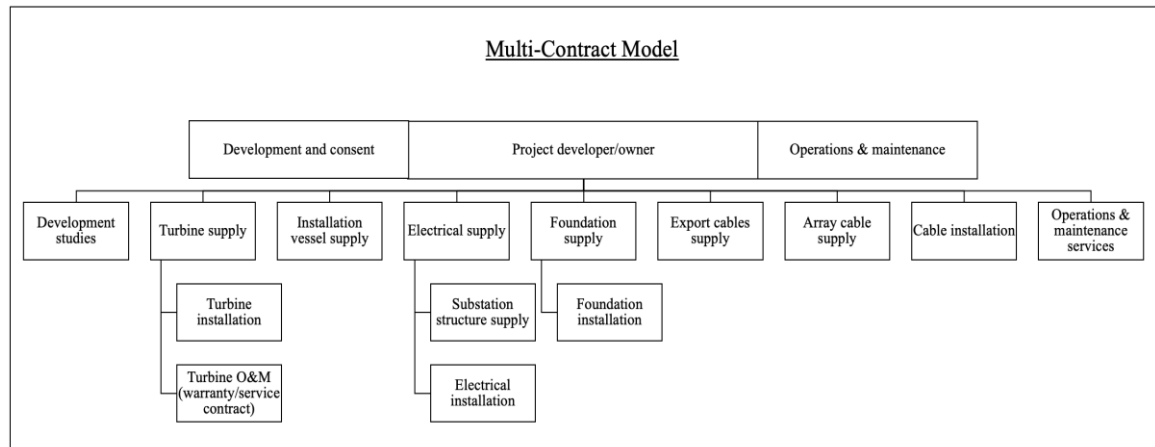 Multi-Contract Model
Development and consent
Project developer/owner
Operations & maintenance
Development
studies
Turbine supply
Installation
vessel supply
Electrical supply
Foundation
supply
Export cables
supply
Array cable
supply
Cable installation
Operations &
maintenance
services
Turbine
installation
Substation
structure supply
Foundation
installation
Turbine O&M
(warranty/service
contract)
Electrical
installation